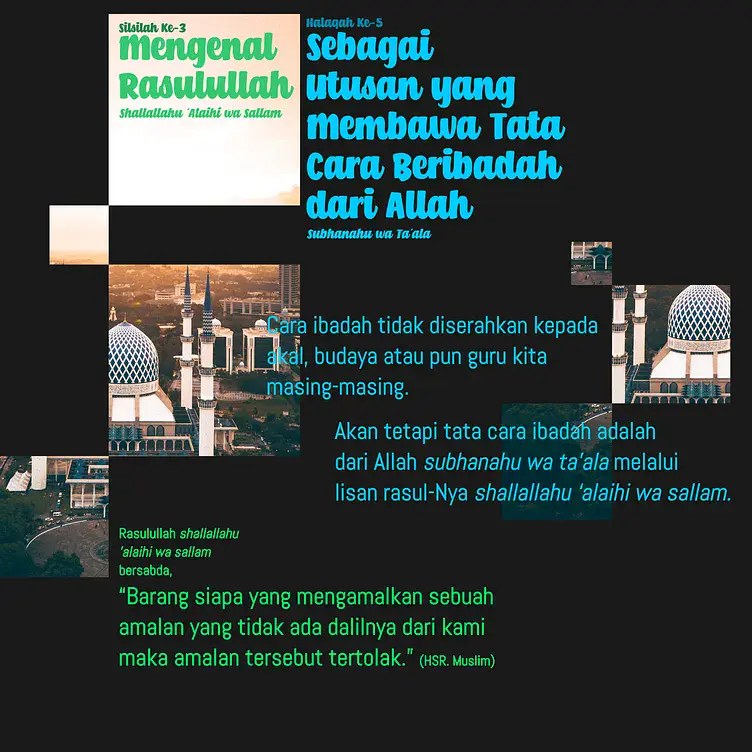 Silsilah Ke-3
Mengenal
Rasulullah
Shallallahu 'Alaihi wa Sallam
Halaqah Ke-5
Sebagai
Utusan yang
Membawa Tata
Cara Beribadah
dari Allah
Subhanahu wa Ta'ala
Cara ibadah tidak diserahkan kepada
akal, budaya atau pun guru kita
masing-masing.
Akan tetapi tata cara ibadah adalah
dari Allah subhanahu wa ta'ala melalui
lisan rasul-Nya shallallahu 'alaihi wa sallam.
Rasulullah shallallahu
'alaihi wa sallam
bersabda,
“Barang siapa yang mengamalkan sebuah
amalan yang tidak ada dalilnya dari kami
maka amalan tersebut tertolak.” (HSR. Muslim)